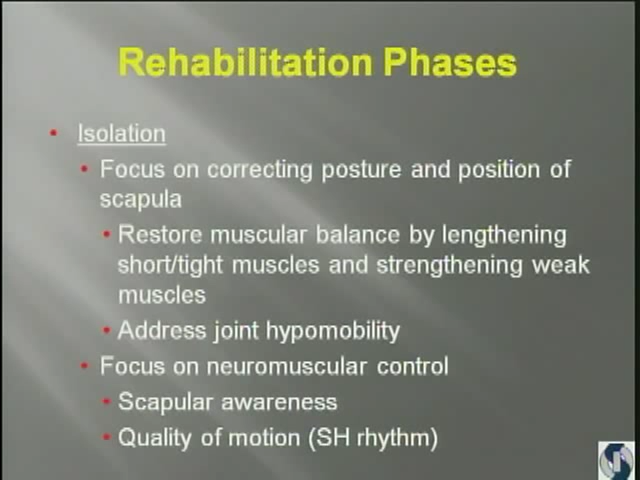 Rehabilitation Phases
• Isolation
• Focus on correcting posture and position of
scapula
• Restore muscular balance by lengthening
short/tight muscles and strengthening weak
muscles
• Address joint hypomobility
• Focus on neuromuscular control
• Scapular awareness
• Quality of motion (SH rhythm)